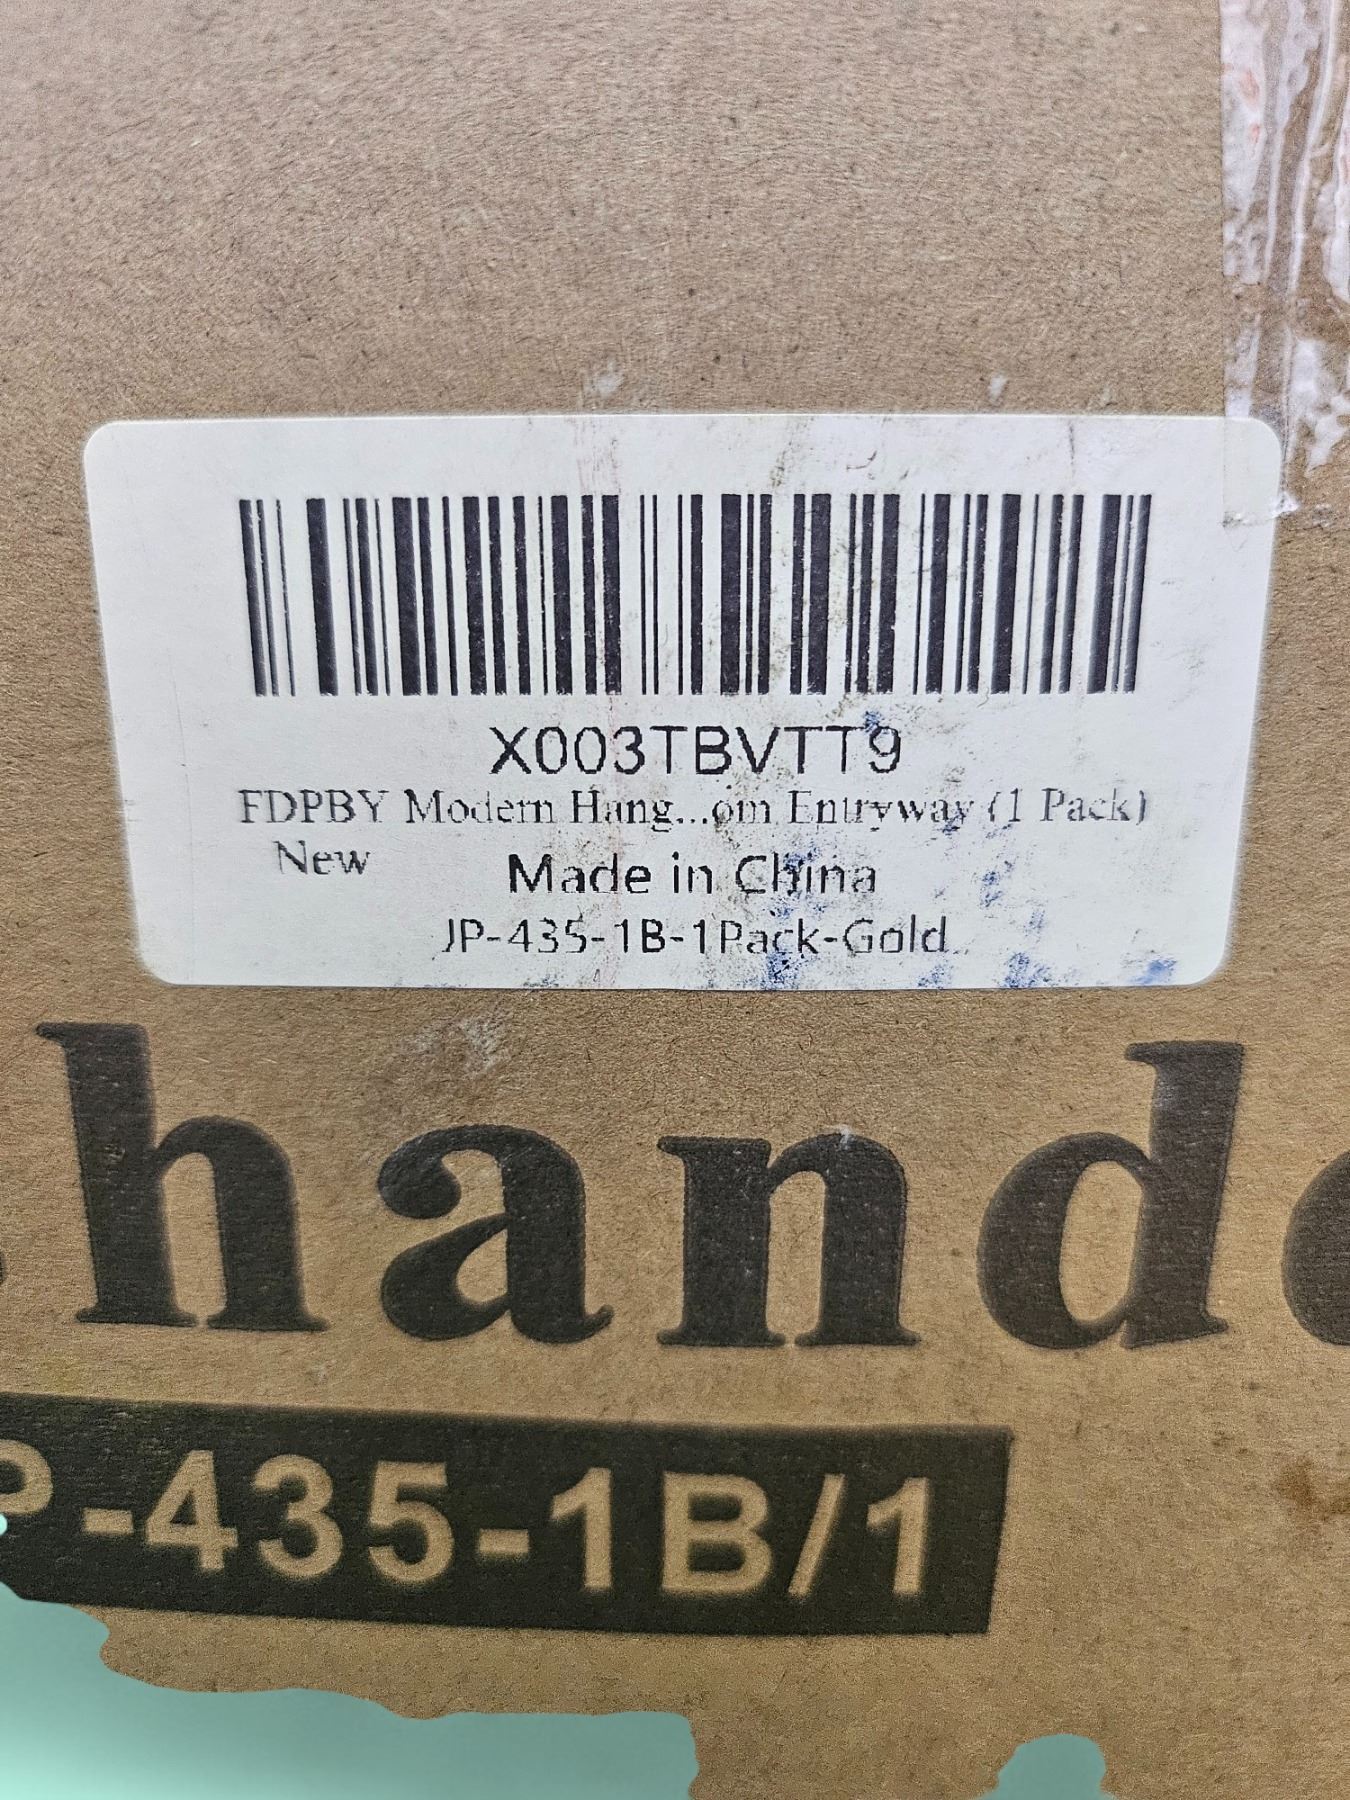 X003TBVTT9
FDPBY Modern Hang...om Entryway (1 Pack)
New
Made in China
JP-435-1B-1Pack-Gold
hand
P-435-1B/1